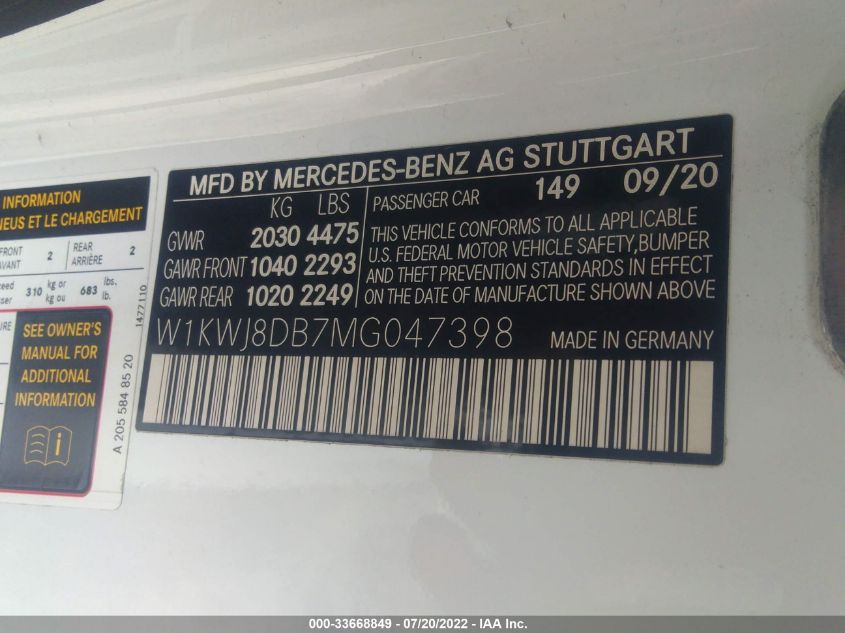 INFORMATION
NEUS ET LE CHARGEMENT
FRONT 2 REAR 2
AVANT ARRIÈRE
310 kg or 683 lbs.
kg ou lb.
SEE OWNER'S
MANUAL FOR
ADDITIONAL
INFORMATION
1477110
A 205 584 85 20
MFD BY MERCEDES-BENZ AG STUTTGART
KG LBS
GVWR 2030 4475
GAWR FRONT 1040 2293
GAWR REAR 1020 2249
PASSENGER CAR 149 09/20
THIS VEHICLE CONFORMS TO ALL APPLICABLE
U.S. FEDERAL MOTOR VEHICLE SAFETY, BUMPER
AND THEFT PREVENTION STANDARDS IN EFFECT
ON THE DATE OF MANUFACTURE SHOWN ABOVE
W1KWJ8DB7MG047398 MADE IN GERMANY
000-33668849 - 07/20/2022 - IAA Inc.